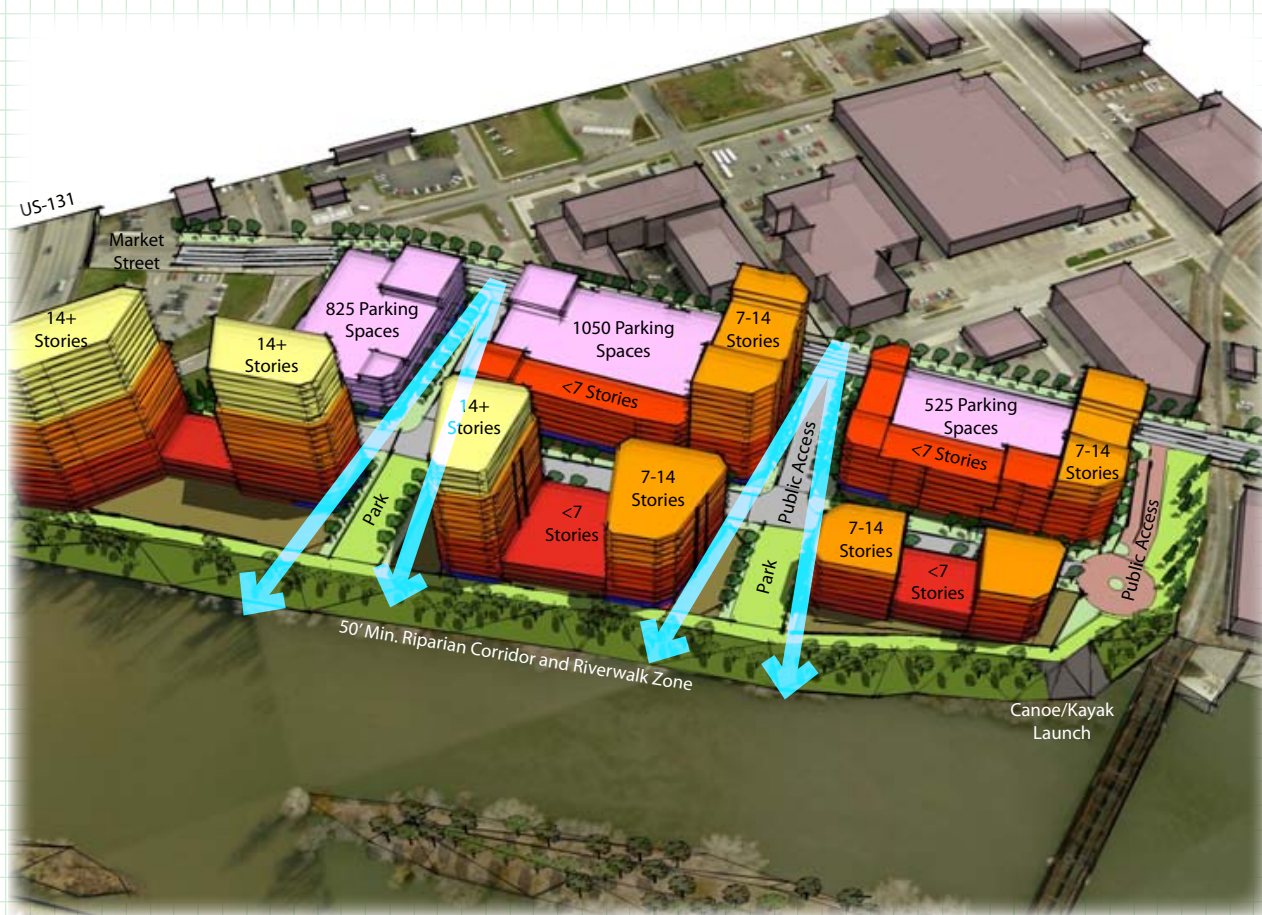 US-131
Market
Street
14+
Stories
14+
Stories
825 Parking
Spaces
1050 Parking
Spaces
7-14
Stories
<7 Stories
14+
Stories
525 Parking
Spaces
<7 Stories
7-14
Stories
Public Access
7-14
Stories
Park
<7
Stories
7-14
Stories
<7
Stories
Park
Public Access
50' Min. Riparian Corridor and Riverwalk Zone
Canoe/Kayak
Launch